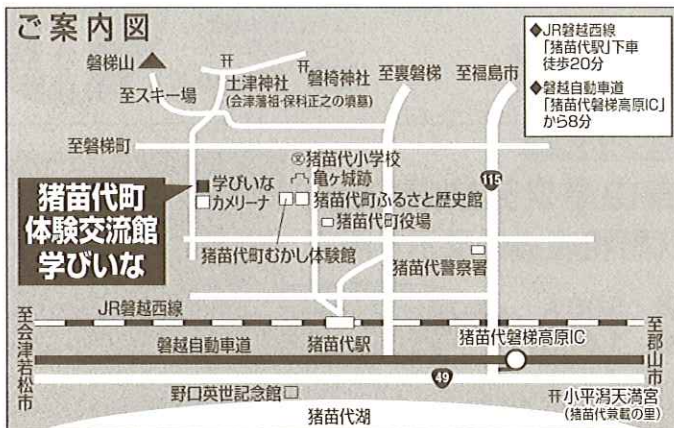 ご案内図
◆JR磐越西線
「猪苗代駅」下車
徒歩20分
◆磐越自動車道
「猪苗代磐梯高原IC」
から8分
磐梯山
至スキー場
土津神社
(会津藩祖・保科正之の墳墓)
磐椅神社
至裏磐梯
至福島市
至磐梯町
猪苗代小学校
亀ヶ城跡
学びいな
カメリーナ
猪苗代町ふるさと歴史館
猪苗代町役場
115
猪苗代町
体験交流館
学びいな
猪苗代町むかし体験館
猪苗代警察署
JR磐越西線
至会津若松市
磐越自動車道
猪苗代駅
猪苗代磐梯高原IC
至郡山市
49
野口英世記念館
小平潟天満宮
(猪苗代兼載の里)
猪苗代湖